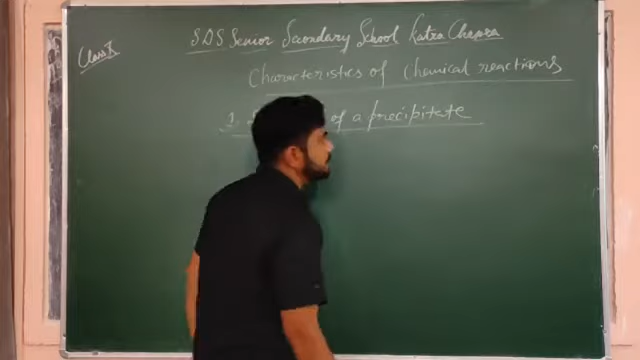 Class X
SDS Senior Secondary School Katra Chapra
Characteristics of chemical reactions
1. of a precipitate